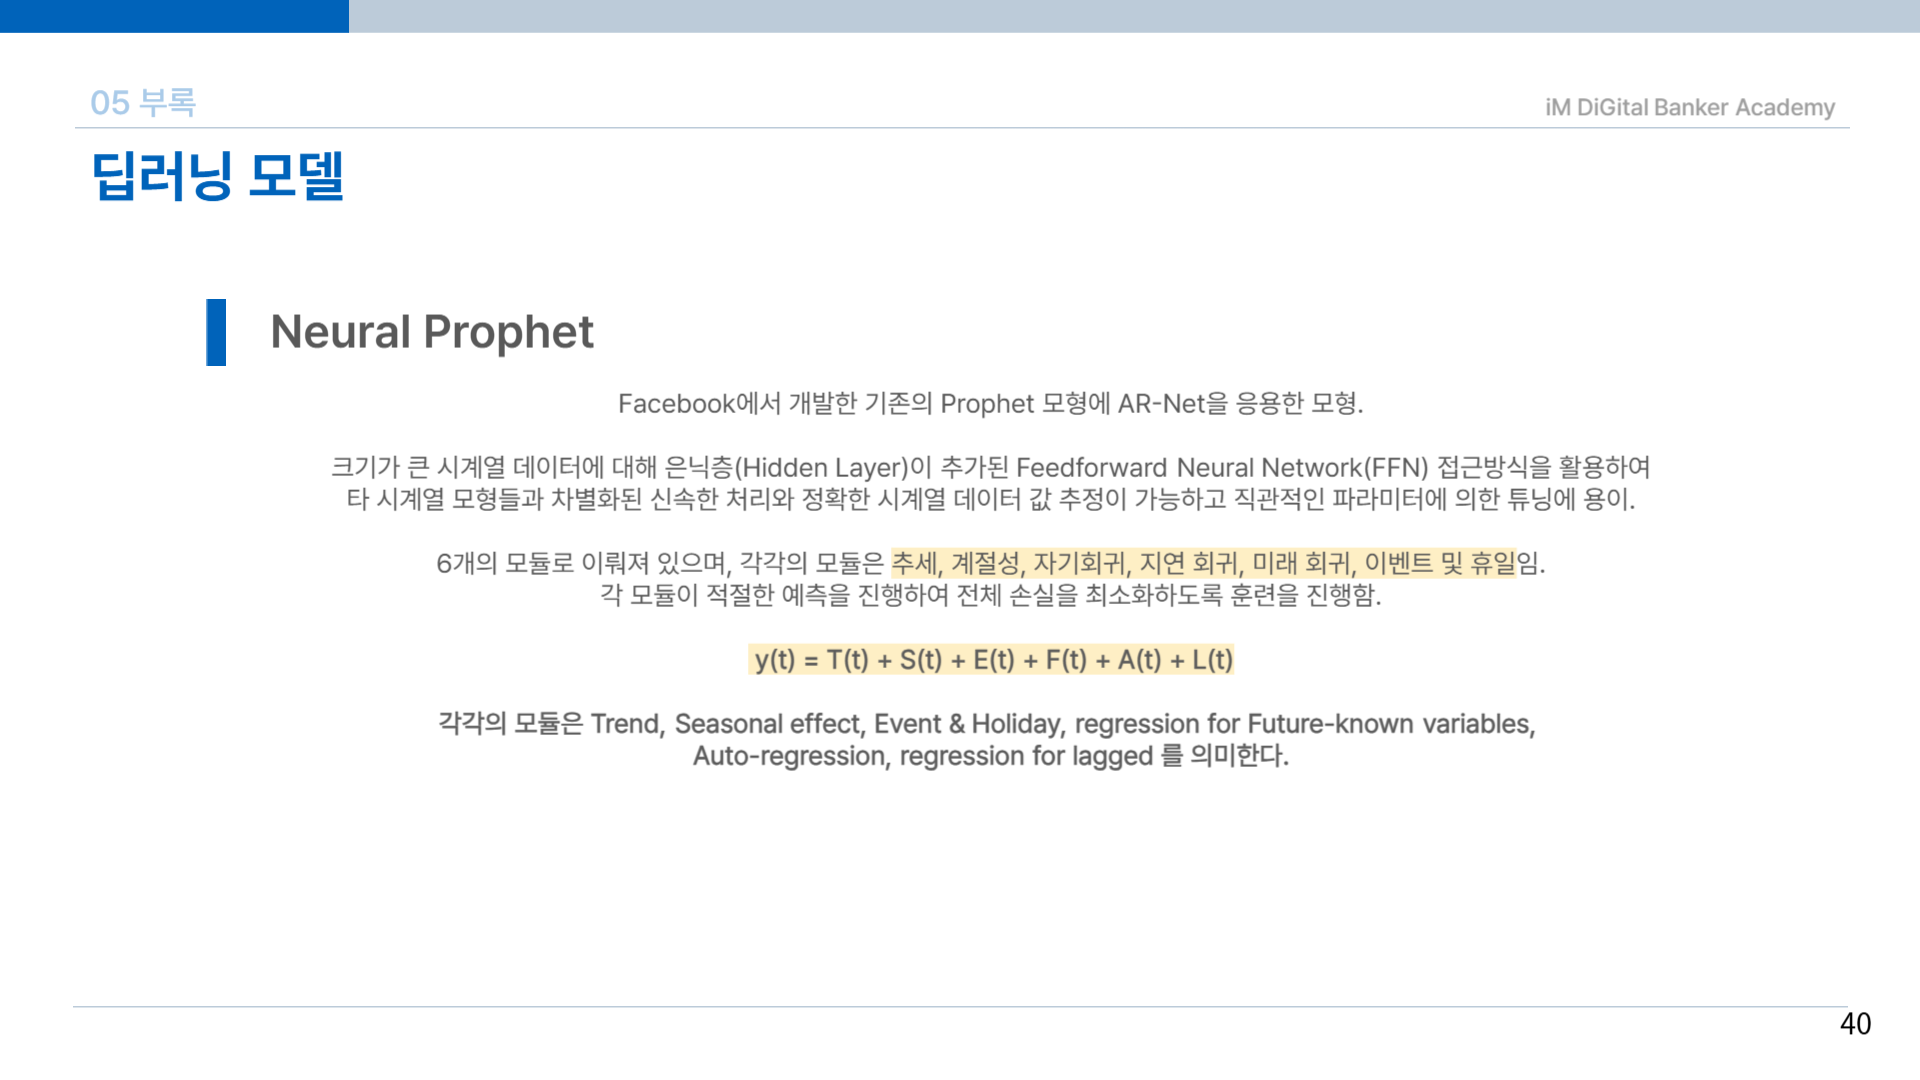 05 부록
iM DiGital Banker Academy
딥러닝 모델
Neural Prophet
Facebook에서 개발한 기존의 Prophet 모형에 AR-Net을 응용한 모형.
크기가 큰 시계열 데이터에 대해 은닉층(Hidden Layer)이 추가된 Feedforward Neural Network(FFN) 접근방식을 활용하여
타 시계열 모형들과 차별화된 신속한 처리와 정확한 시계열 데이터 값 추정이 가능하고 직관적인 파라미터에 의한 튜닝에 용이.
6개의 모듈로 이뤄져 있으며, 각각의 모듈은 추세, 계절성, 자기회귀, 지연 회귀, 미래 회귀, 이벤트 및 휴일임.
각 모듈이 적절한 예측을 진행하여 전체 손실을 최소화하도록 훈련을 진행함.
y(t) = T(t) + S(t) + E(t) + F(t) + A(t) + L(t)
각각의 모듈은 Trend, Seasonal effect, Event & Holiday, regression for Future-known variables,
Auto-regression, regression for lagged 를 의미한다.
40